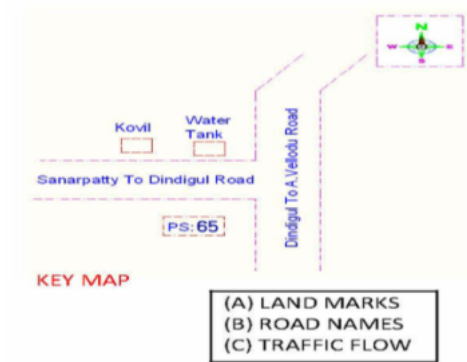 N
W E
S
Kovil
Water
Tank
Sanarpatty To Dindigul Road
Dindigul To A.Vellodu Road
PS: 65
KEY MAP
(A) LAND MARKS
(B) ROAD NAMES
(C) TRAFFIC FLOW